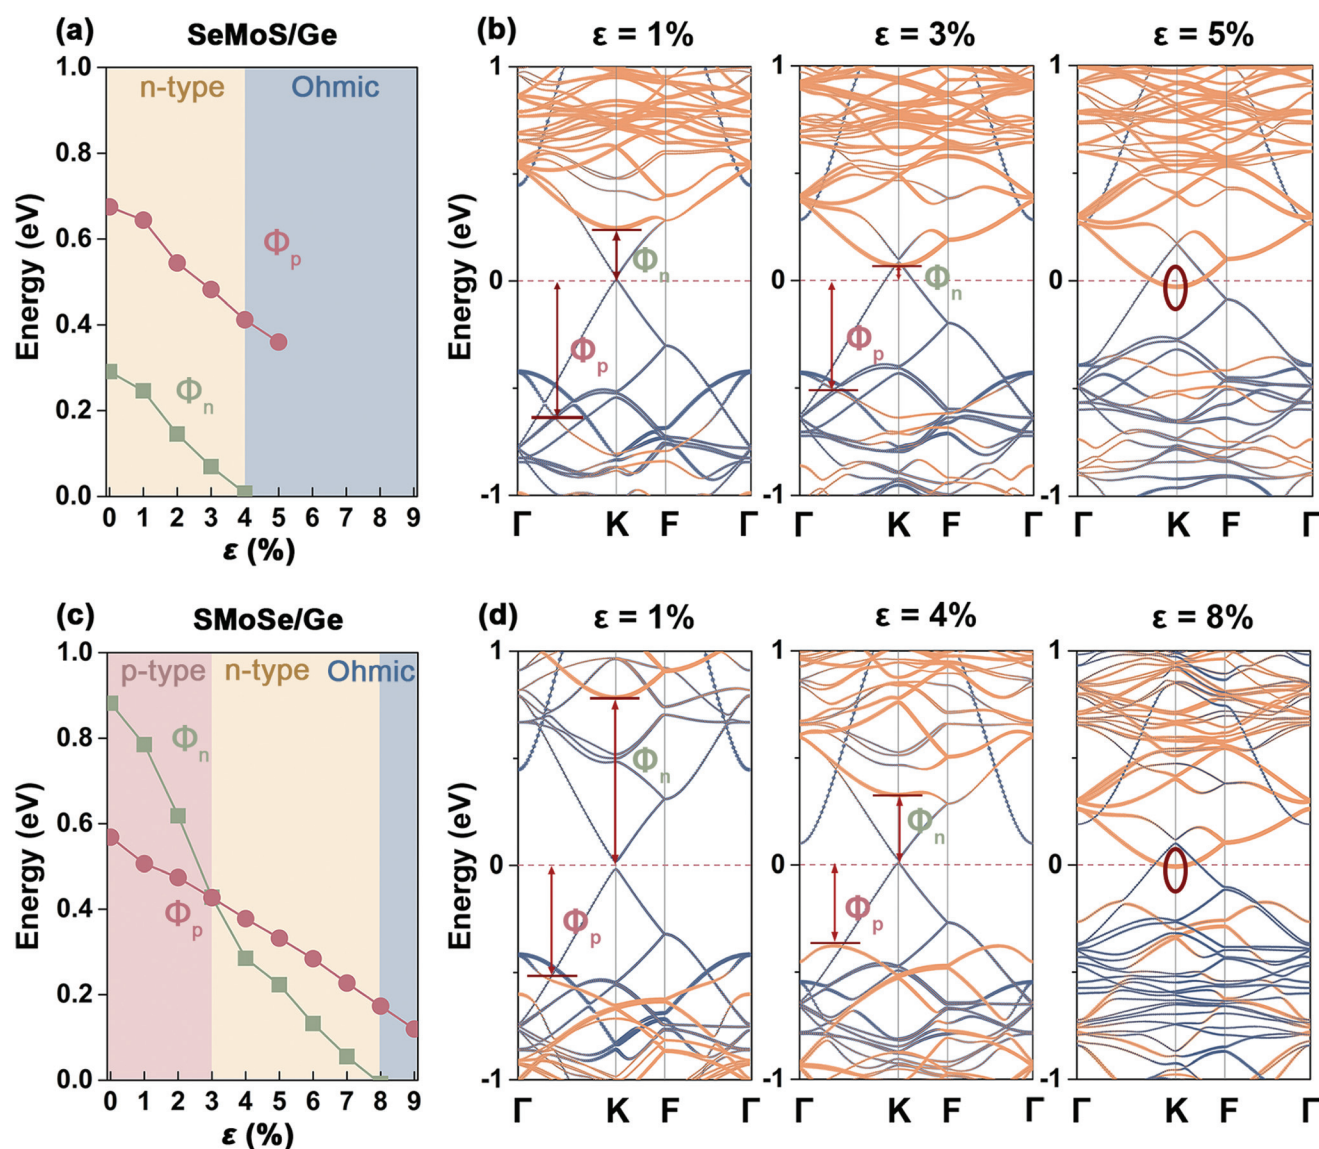 (a) SeMoS/Ge
n-type Ohmic
Energy (eV)
1.0
0.8
0.6
0.4
0.2
0.0
Φp
Φn
0 1 2 3 4 5 6 7 8 9
ε (%)
(b) ε = 1% ε = 3% ε = 5%
1 1 1
0 0 0
-1 -1 -1
Φn
Φp
Φn
Φp
Γ K F Γ Γ K F Γ Γ K F Γ
(c) SMoSe/Ge
p-type n-type Ohmic
Energy (eV)
1.0
0.8
0.6
0.4
0.2
0.0
Φn
Φp
0 1 2 3 4 5 6 7 8 9
ε (%)
(d) ε = 1% ε = 4% ε = 8%
1 1 1
0 0 0
-1 -1 -1
Φn
Φp
Φn
Φp
Γ K F Γ Γ K F Γ Γ K F Γ